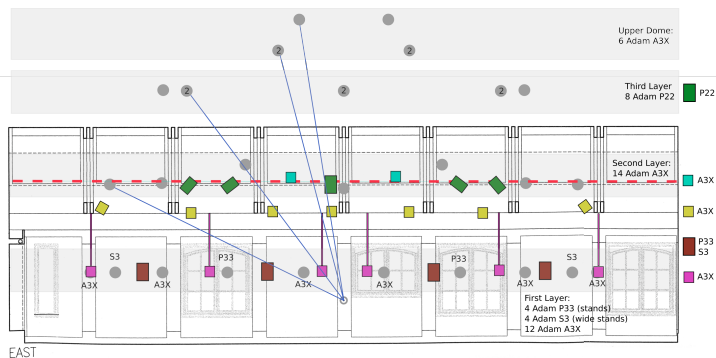 Upper Dome:
6 Adam A3X
2
2
Third Layer
8 Adam P22
2
2
2
P22
Second Layer:
14 Adam A3X
A3X
A3X
P33
S3
A3X
S3
P33
P33
S3
A3X
A3X
A3X
A3X
A3X
A3X
First Layer:
4 Adam P33 (stands)
4 Adam S3 (wide stands)
12 Adam A3X
EAST